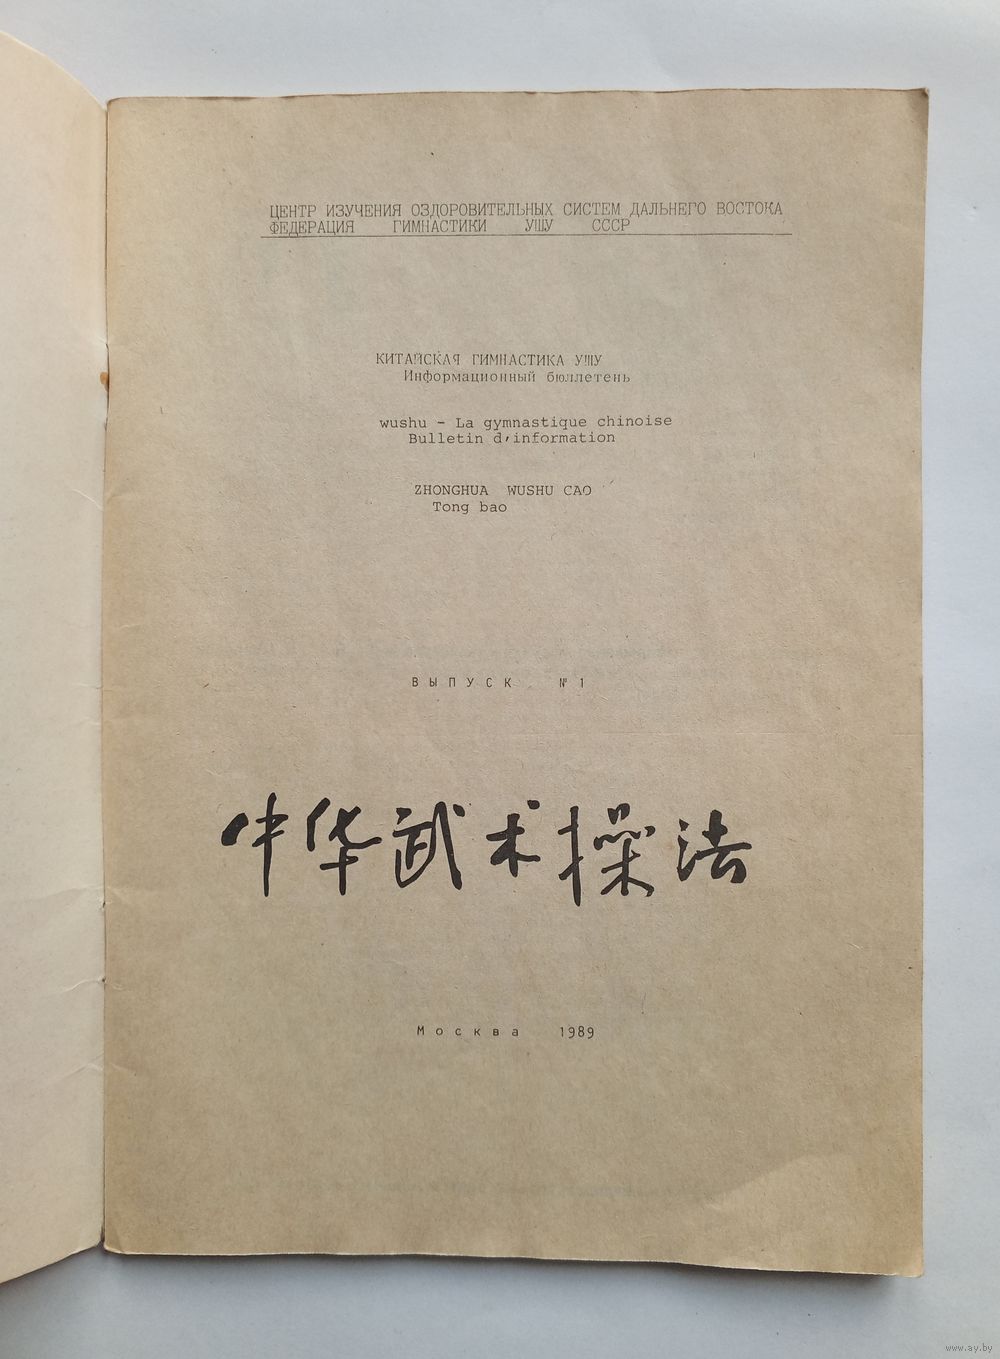 ЦЕНТР ИЗУЧЕНИЯ ОЗДОРОВИТЕЛЬНЫХ СИСТЕМ ДАЛЬНЕГО ВОСТОКА
ФЕДЕРАЦИЯ ГИМНАСТИКИ УШУ СССР
КИТАЙСКАЯ ГИМНАСТИКА УШУ
Информационный бюллетень
wushu - La gymnastique chinoise
Bulletin d'information
ZHONGHUA WUSHU CAO
Tong bao
ВЫПУСК №1
中华武术操法
Москва 1989
www.ay.by